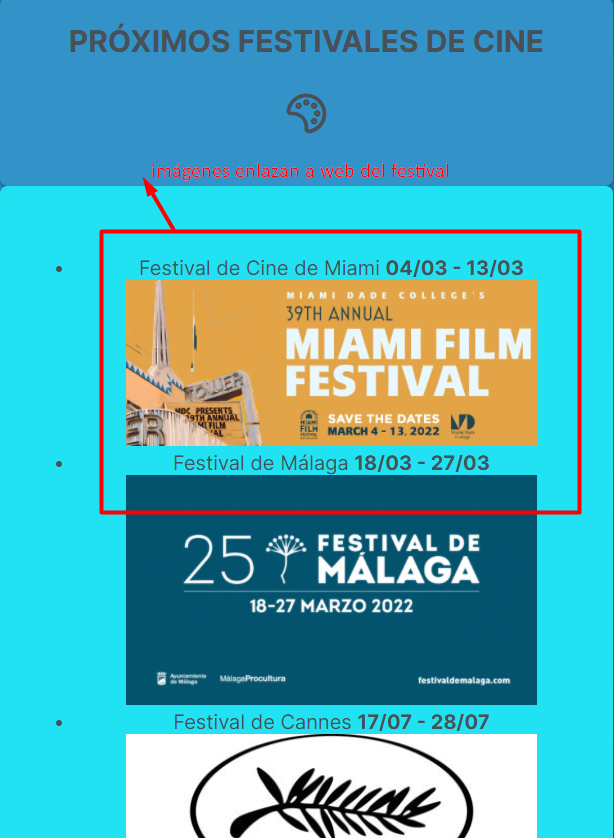 PRÓXIMOS FESTIVALES DE CINE
imágenes enlazan a web del festival
Festival de Cine de Miami 04/03 - 13/03
MIAMI DADE COLLEGE'S
39TH ANNUAL
MIAMI FILM
FESTIVAL
TOWER
MDC PRESENTS
39TH ANNUAL
MI FILM
VAL
MIAMI
FILM
FESTIVAL
SAVE THE DATES
MARCH 4 - 13, 2022
Miami Dade
College
Festival de Málaga 18/03 - 27/03
25 FESTIVAL DE
MÁLAGA
18-27 MARZO 2022
Ayuntamiento
de Málaga
MálagaProcultura
festivaldemalaga.com
Festival de Cannes 17/07 - 28/07